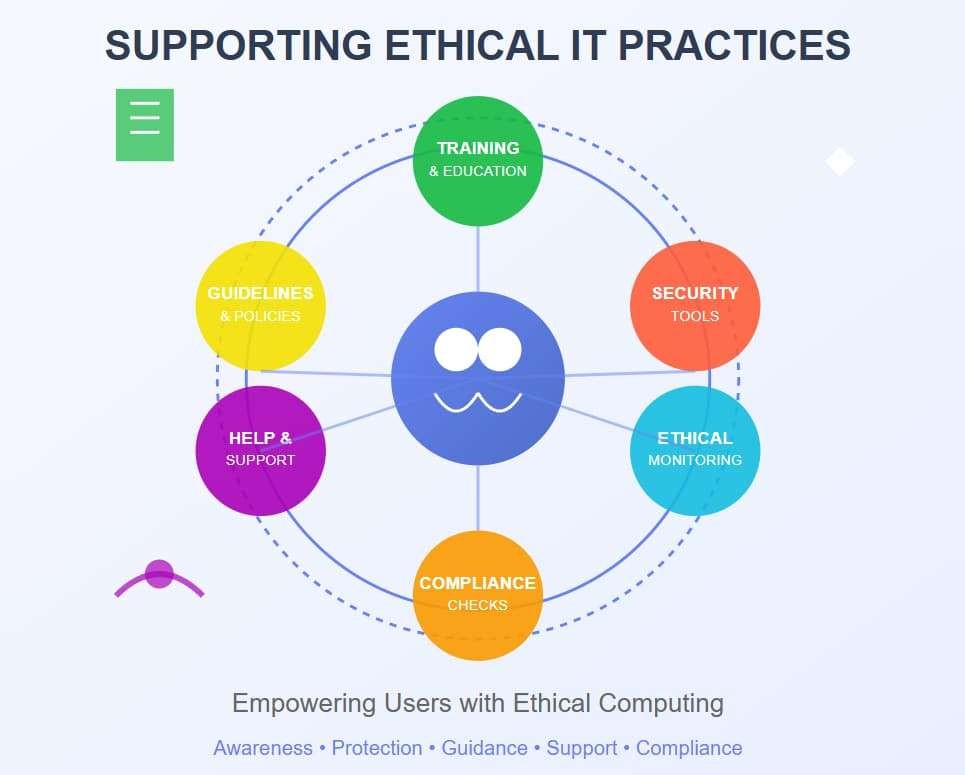 SUPPORTING ETHICAL IT PRACTICES
TRAINING
& EDUCATION
GUIDELINES
& POLICIES
SECURITY
TOOLS
HELP &
SUPPORT
ETHICAL
MONITORING
COMPLIANCE
CHECKS
Empowering Users with Ethical Computing
Awareness • Protection • Guidance • Support • Compliance